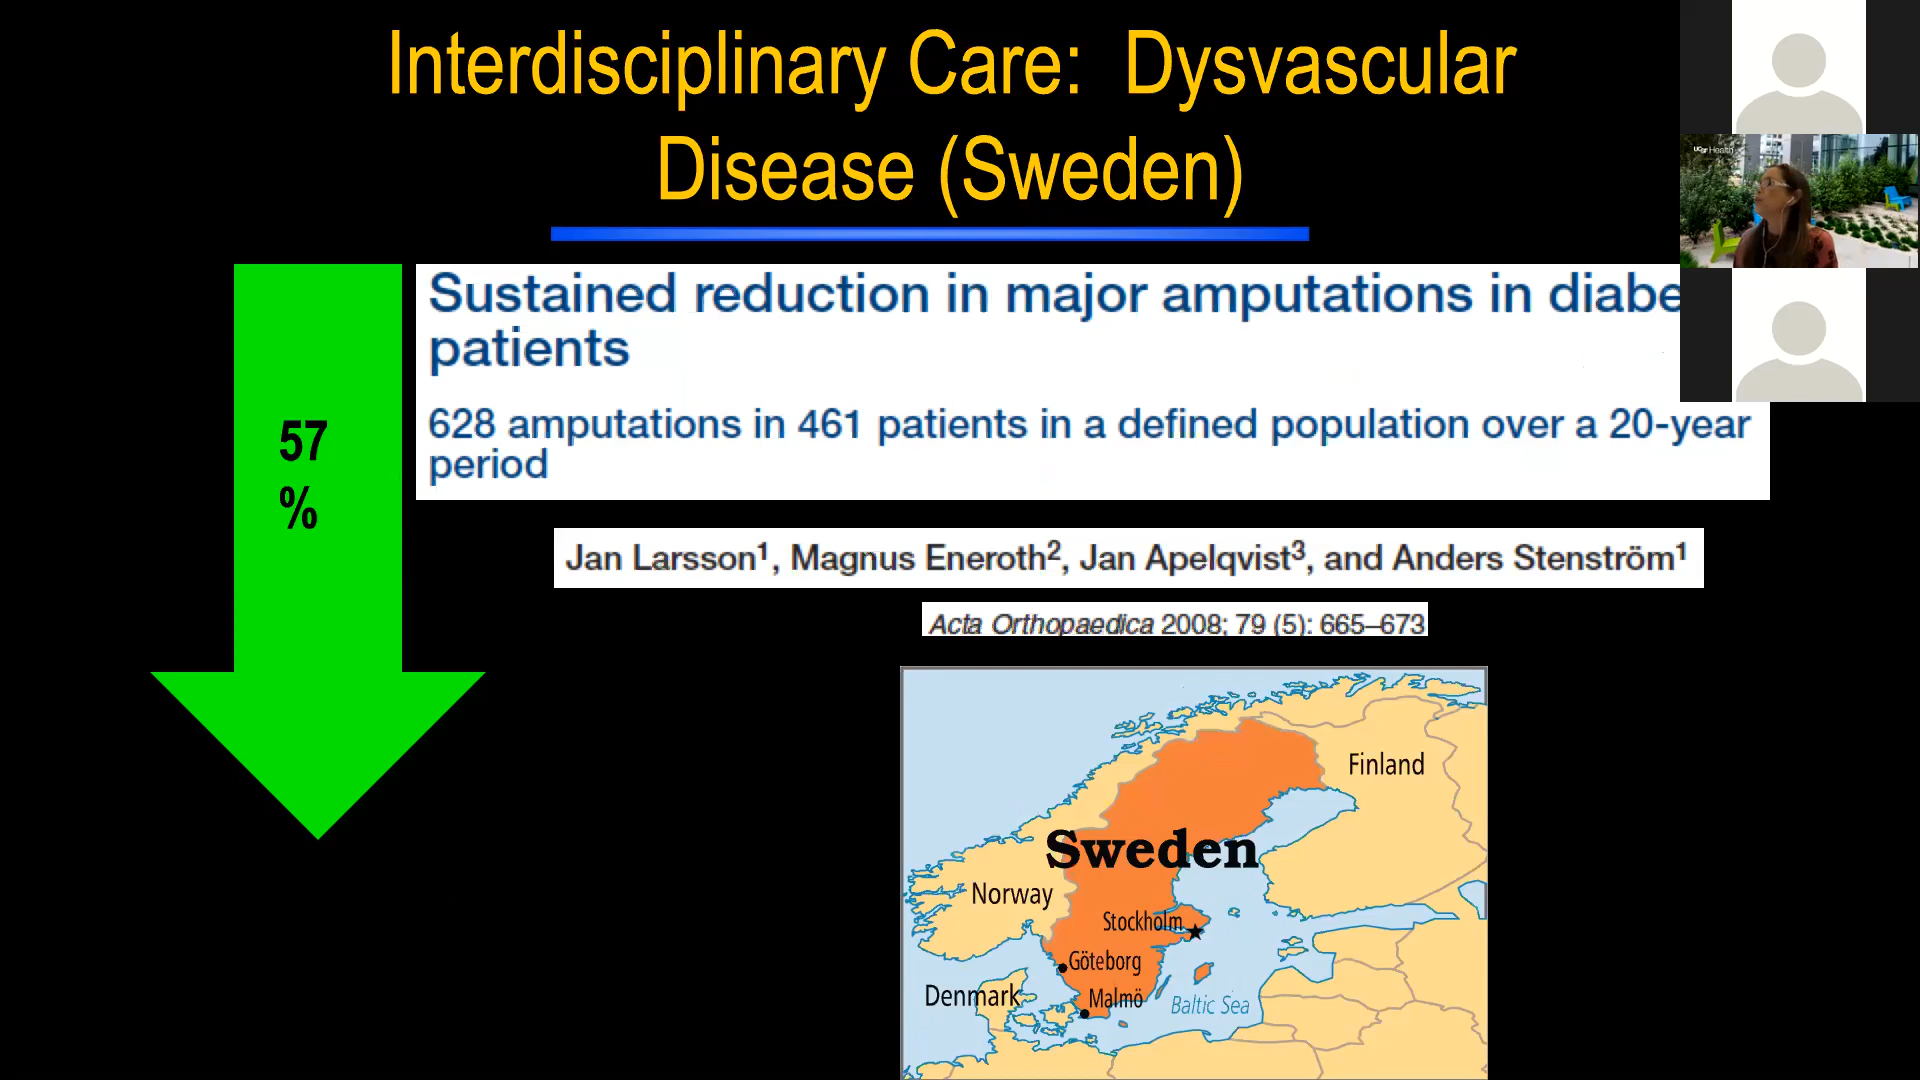 Interdisciplinary Care: Dysvascular
Disease (Sweden)
UCSF Health
57
%
Sustained reduction in major amputations in diabe
patients
628 amputations in 461 patients in a defined population over a 20-year
period
Jan Larsson¹, Magnus Eneroth², Jan Apelqvist³, and Anders Stenström¹
Acta Orthopaedica 2008; 79 (5): 665–673
Finland
Sweden
Norway
Stockholm
Göteborg
Denmark
Malmö
Baltic Sea